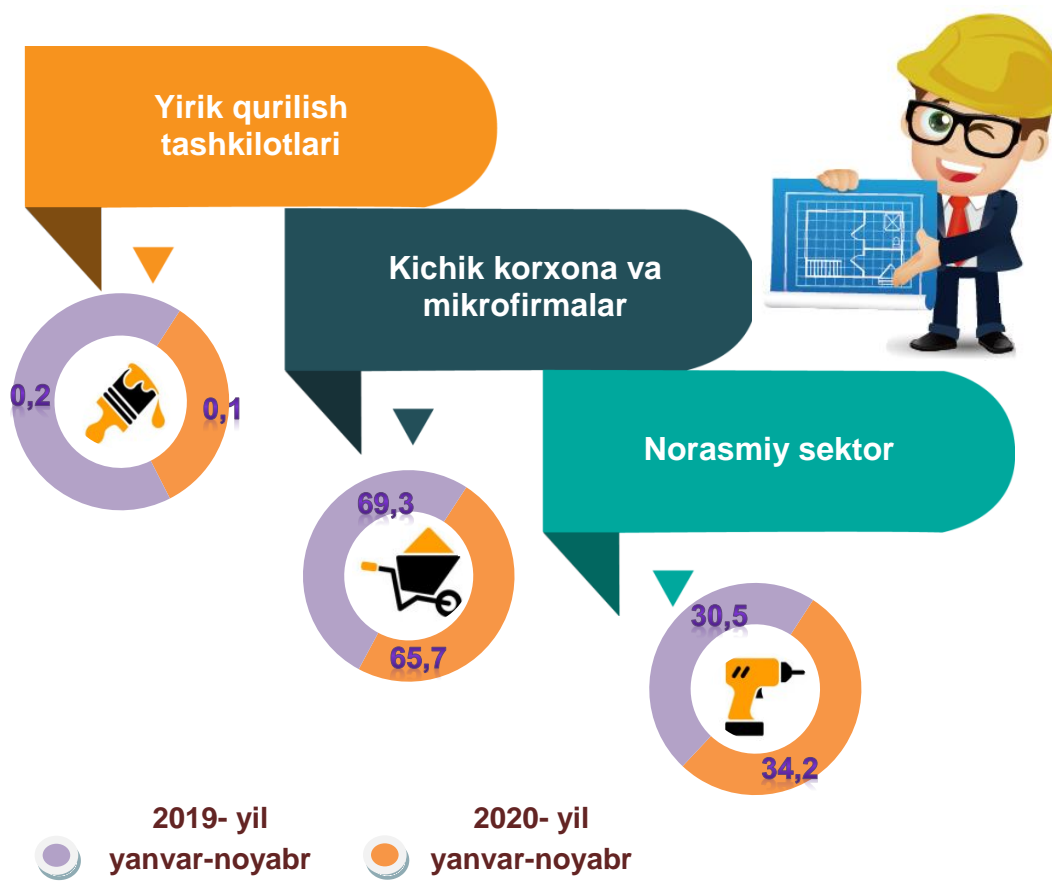 Yirik qurilish
tashkilotlari
Kichik korxona va
mikrofirmalar
Norasmiy sektor
0,2
0,1
69,3
65,7
30,5
34,2
2019- yil
yanvar-noyabr
2020- yil
yanvar-noyabr